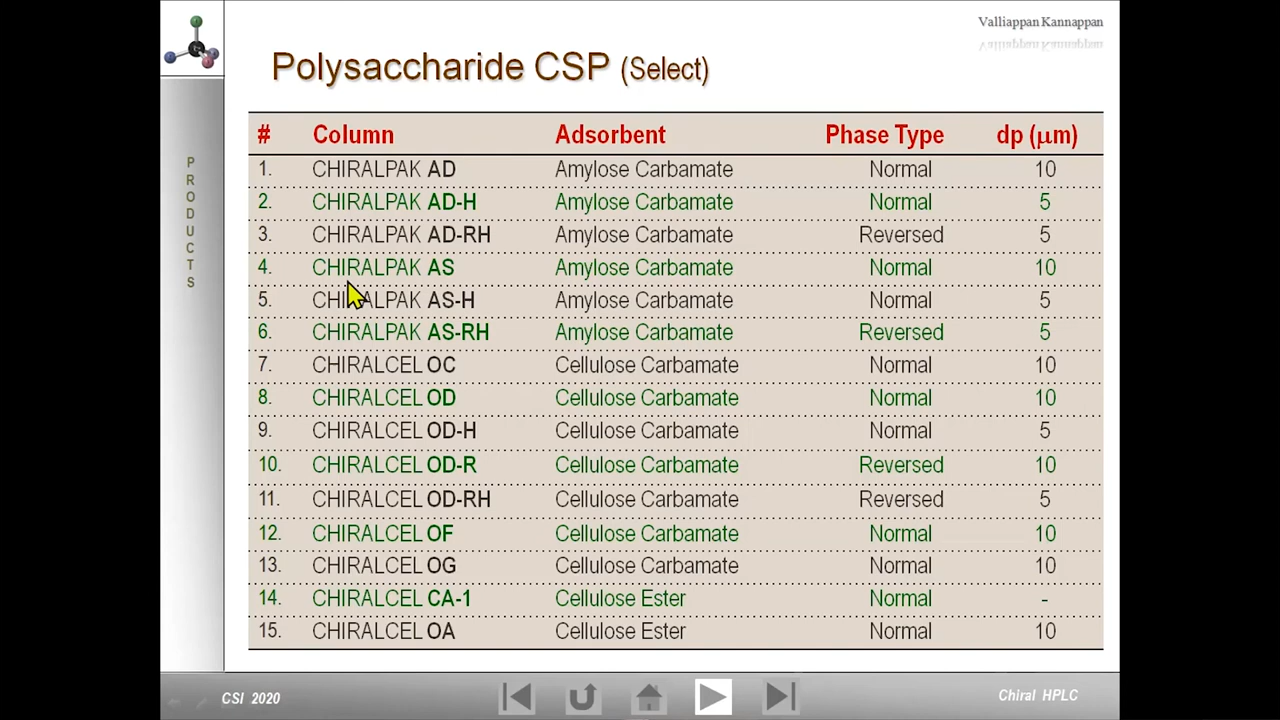 Valliappan Kannappan
Polysaccharide CSP (Select)
PRODUCTS
# Column Adsorbent Phase Type dp (μm)
1. CHIRALPAK AD Amylose Carbamate Normal 10
2. CHIRALPAK AD-H Amylose Carbamate Normal 5
3. CHIRALPAK AD-RH Amylose Carbamate Reversed 5
4. CHIRALPAK AS Amylose Carbamate Normal 10
5. CHIRALPAK AS-H Amylose Carbamate Normal 5
6. CHIRALPAK AS-RH Amylose Carbamate Reversed 5
7. CHIRALCEL OC Cellulose Carbamate Normal 10
8. CHIRALCEL OD Cellulose Carbamate Normal 10
9. CHIRALCEL OD-H Cellulose Carbamate Normal 5
10. CHIRALCEL OD-R Cellulose Carbamate Reversed 10
11. CHIRALCEL OD-RH Cellulose Carbamate Reversed 5
12. CHIRALCEL OF Cellulose Carbamate Normal 10
13. CHIRALCEL OG Cellulose Carbamate Normal 10
14. CHIRALCEL CA-1 Cellulose Ester Normal -
15. CHIRALCEL OA Cellulose Ester Normal 10
CSI 2020
Chiral HPLC